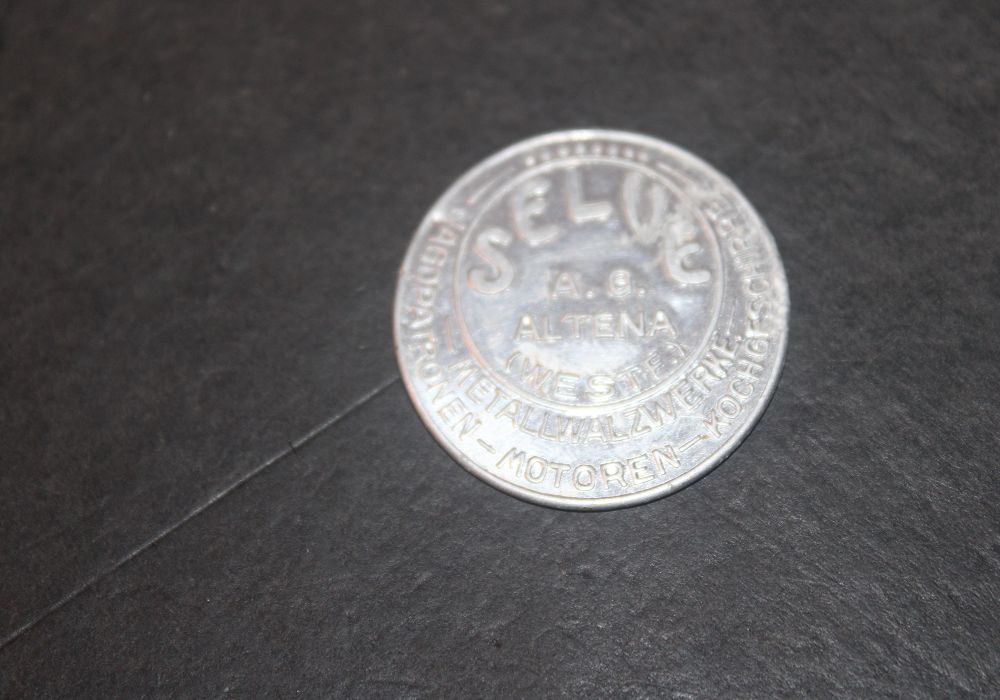 SELVE
A. G.
ALTENA
(WESTF.)
METALLWALZWERKE.
JAGDPATRONEN — MOTOREN — KOCHGESCHIRRE